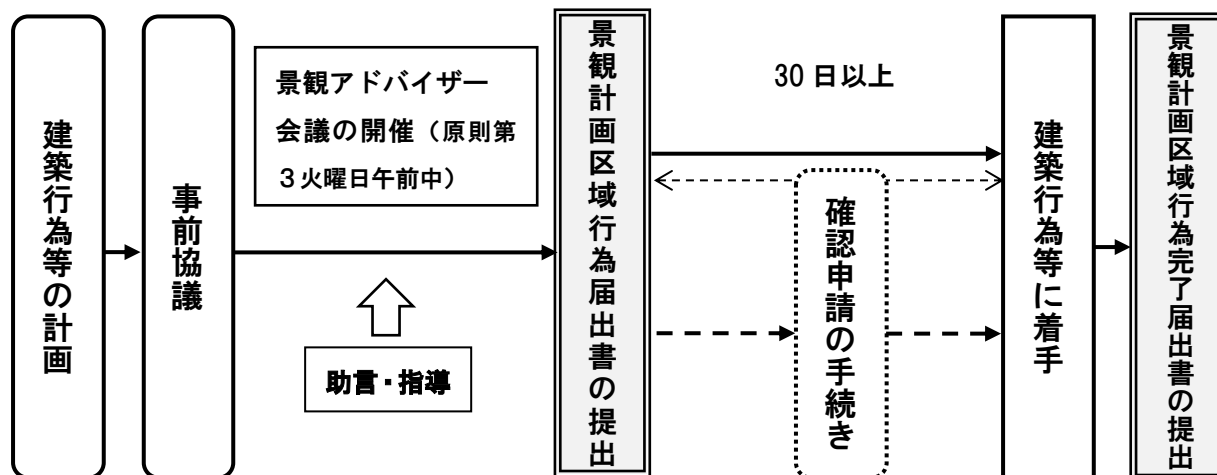 建築行為等の計画
事前協議
景観アドバイザー
会議の開催（原則第
３火曜日午前中）
助言・指導
景観計画区域行為届出書の提出
30日以上
確認申請の手続き
建築行為等に着手
景観計画区域行為完了届出書の提出